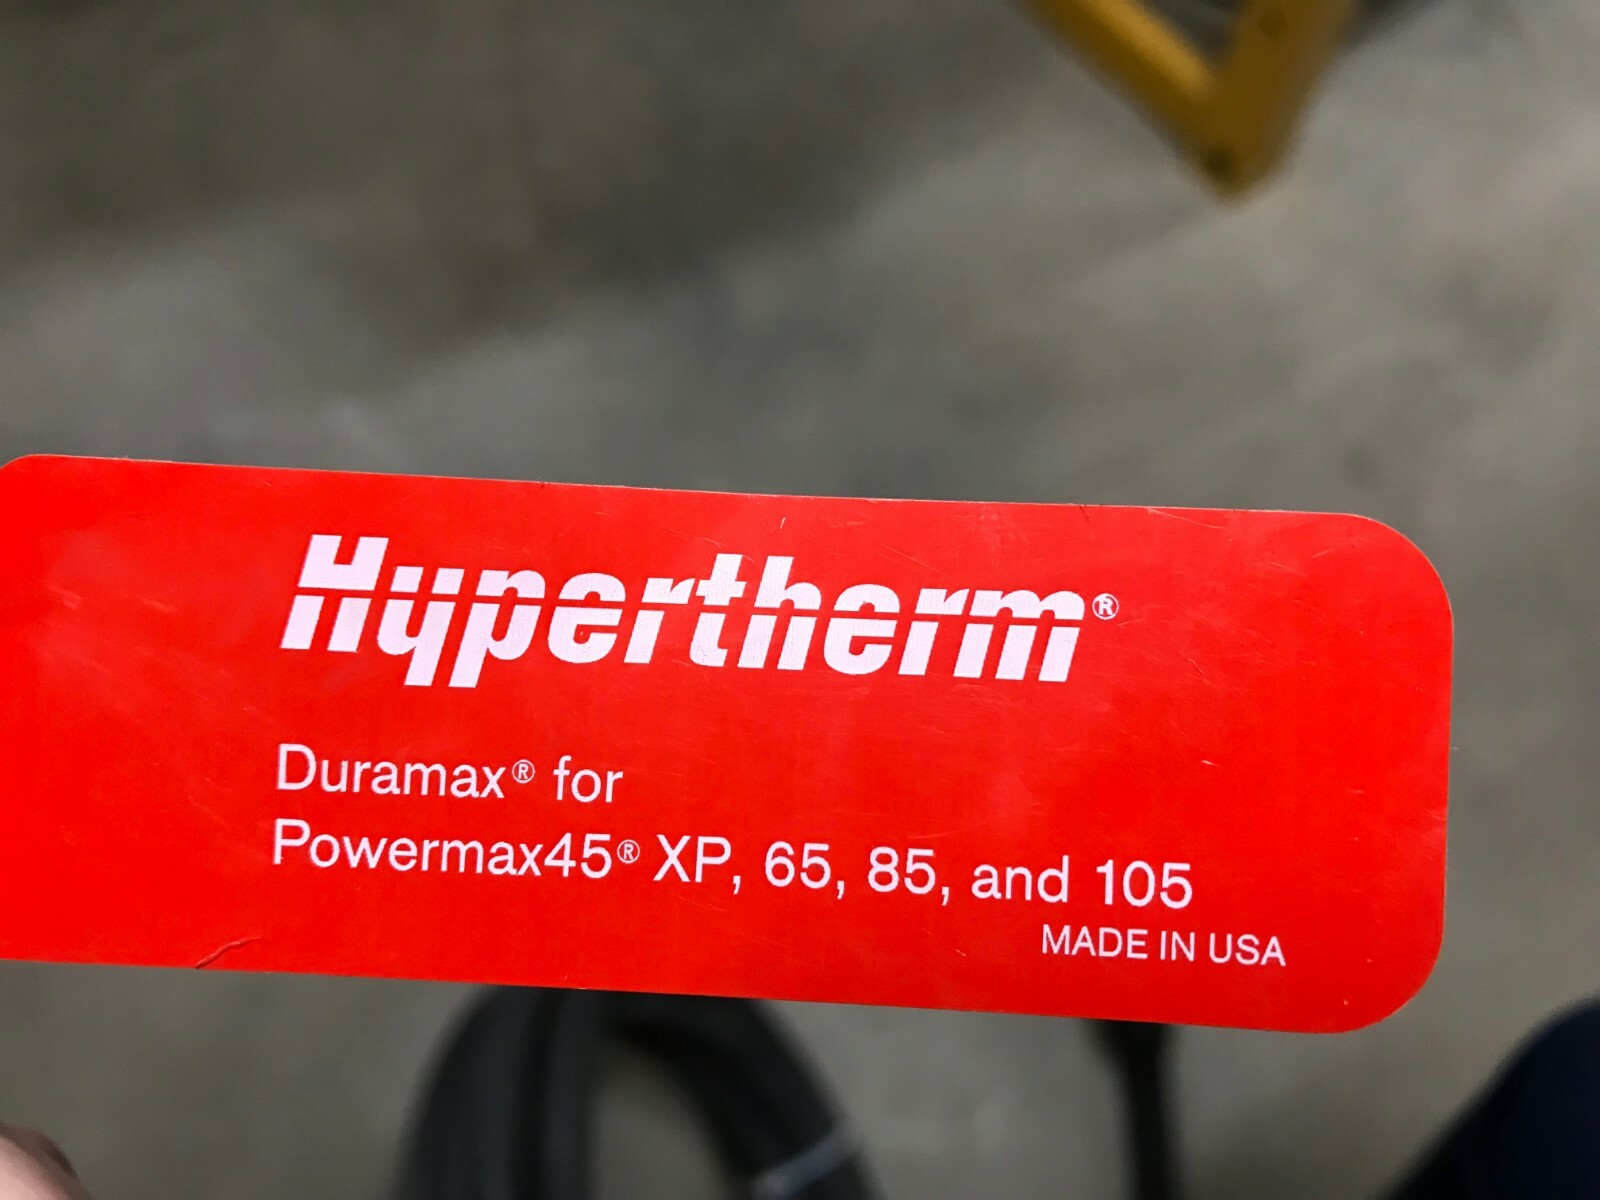 Hypertherm®
Duramax® for
Powermax45® XP, 65, 85, and 105
MADE IN USA